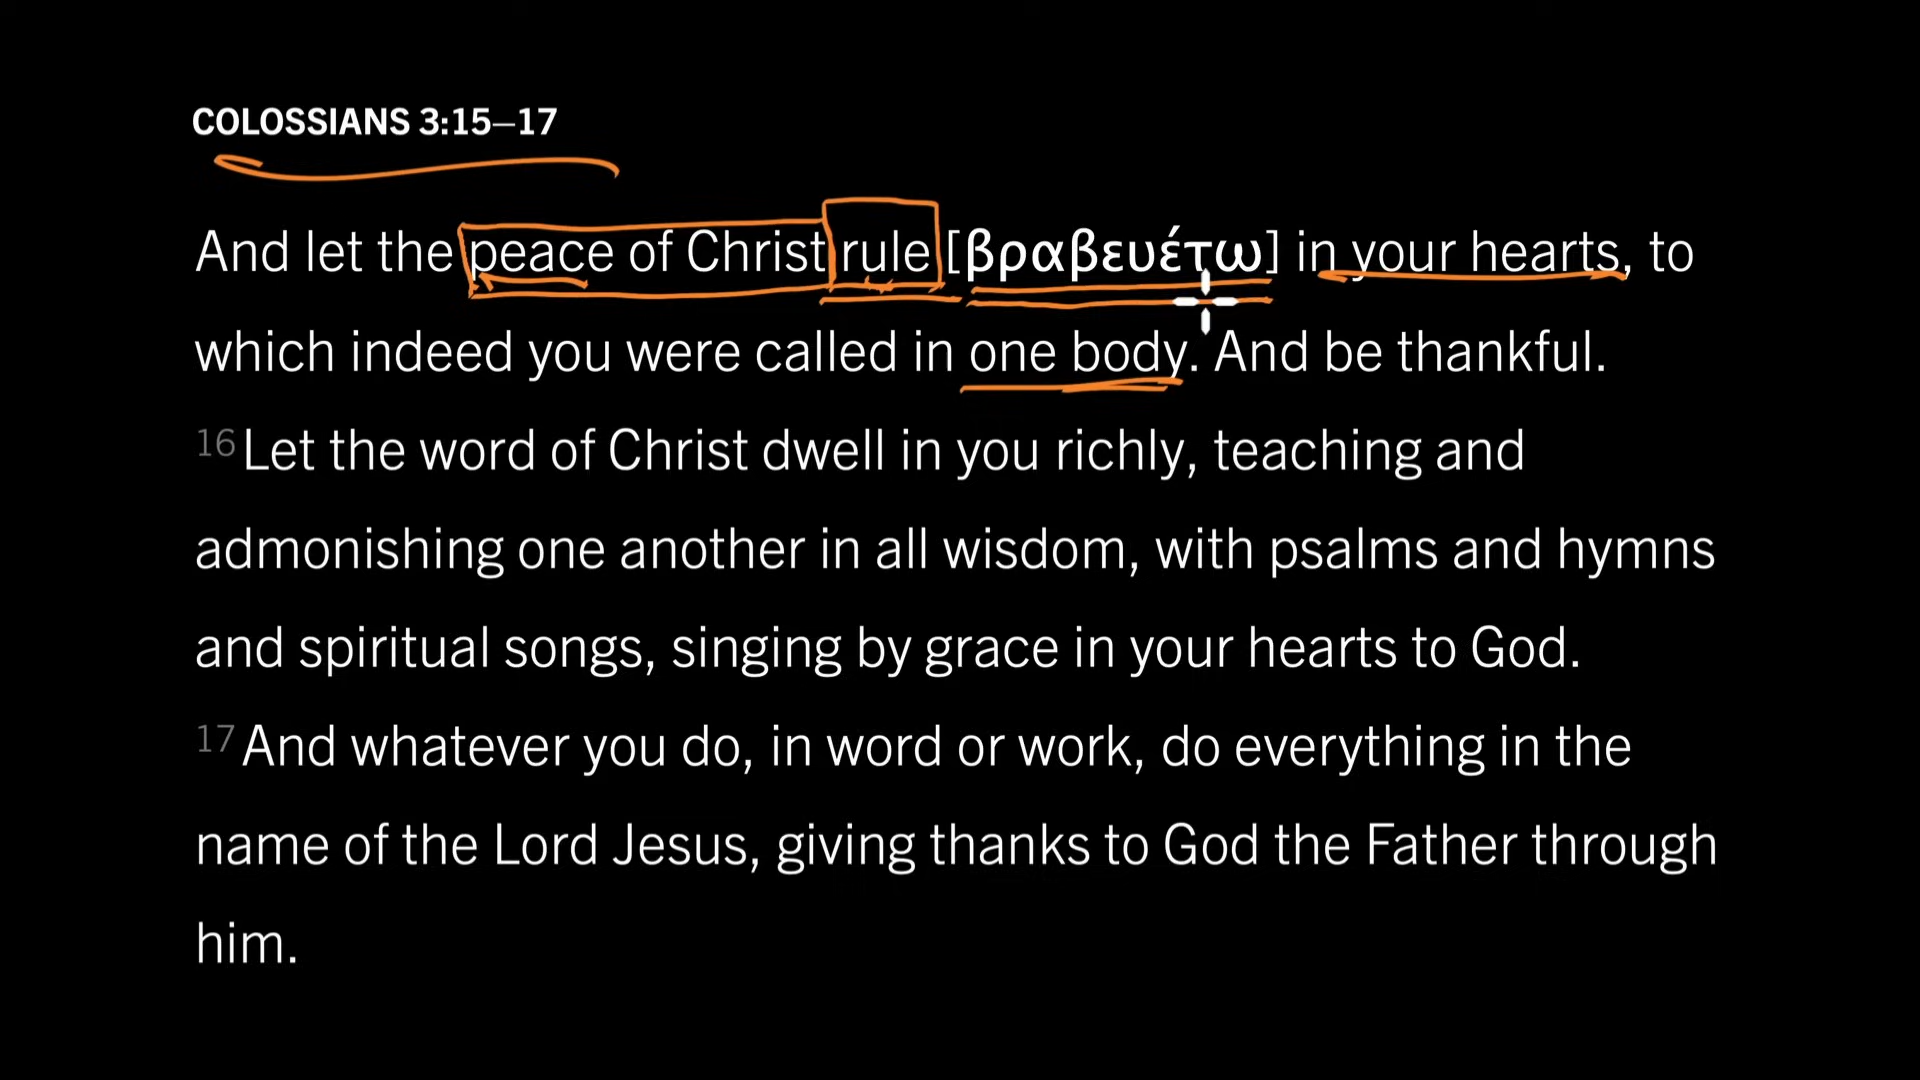 COLOSSIANS 3:15–17
And let the peace of Christ rule [βραβευέτω] in your hearts, to
which indeed you were called in one body. And be thankful.
16 Let the word of Christ dwell in you richly, teaching and
admonishing one another in all wisdom, with psalms and hymns
and spiritual songs, singing by grace in your hearts to God.
17 And whatever you do, in word or work, do everything in the
name of the Lord Jesus, giving thanks to God the Father through
him.